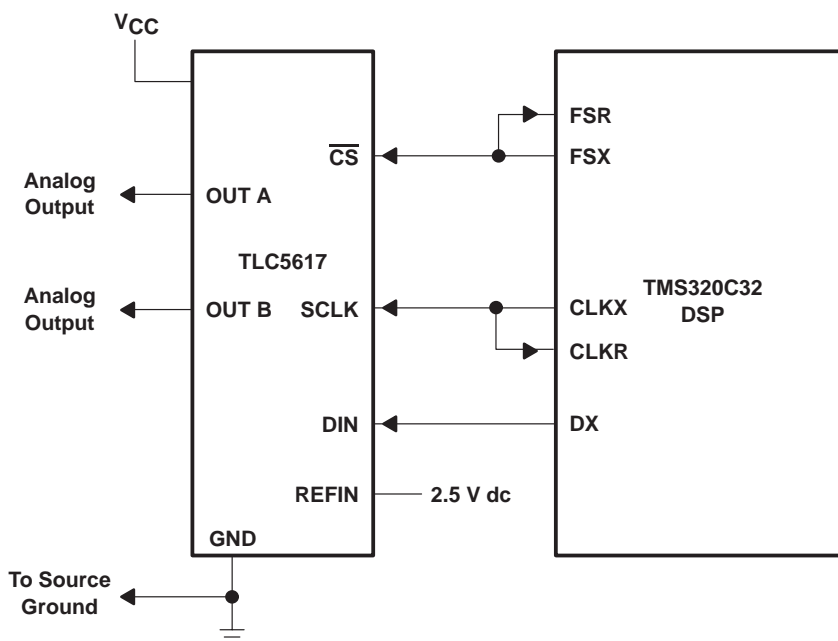 VCC
FSR
CS
FSX
Analog
Output
OUT A
TLC5617
TMS320C32
DSP
Analog
Output
OUT B
SCLK
CLKX
CLKR
DIN
DX
REFIN
2.5 V dc
GND
To Source
Ground